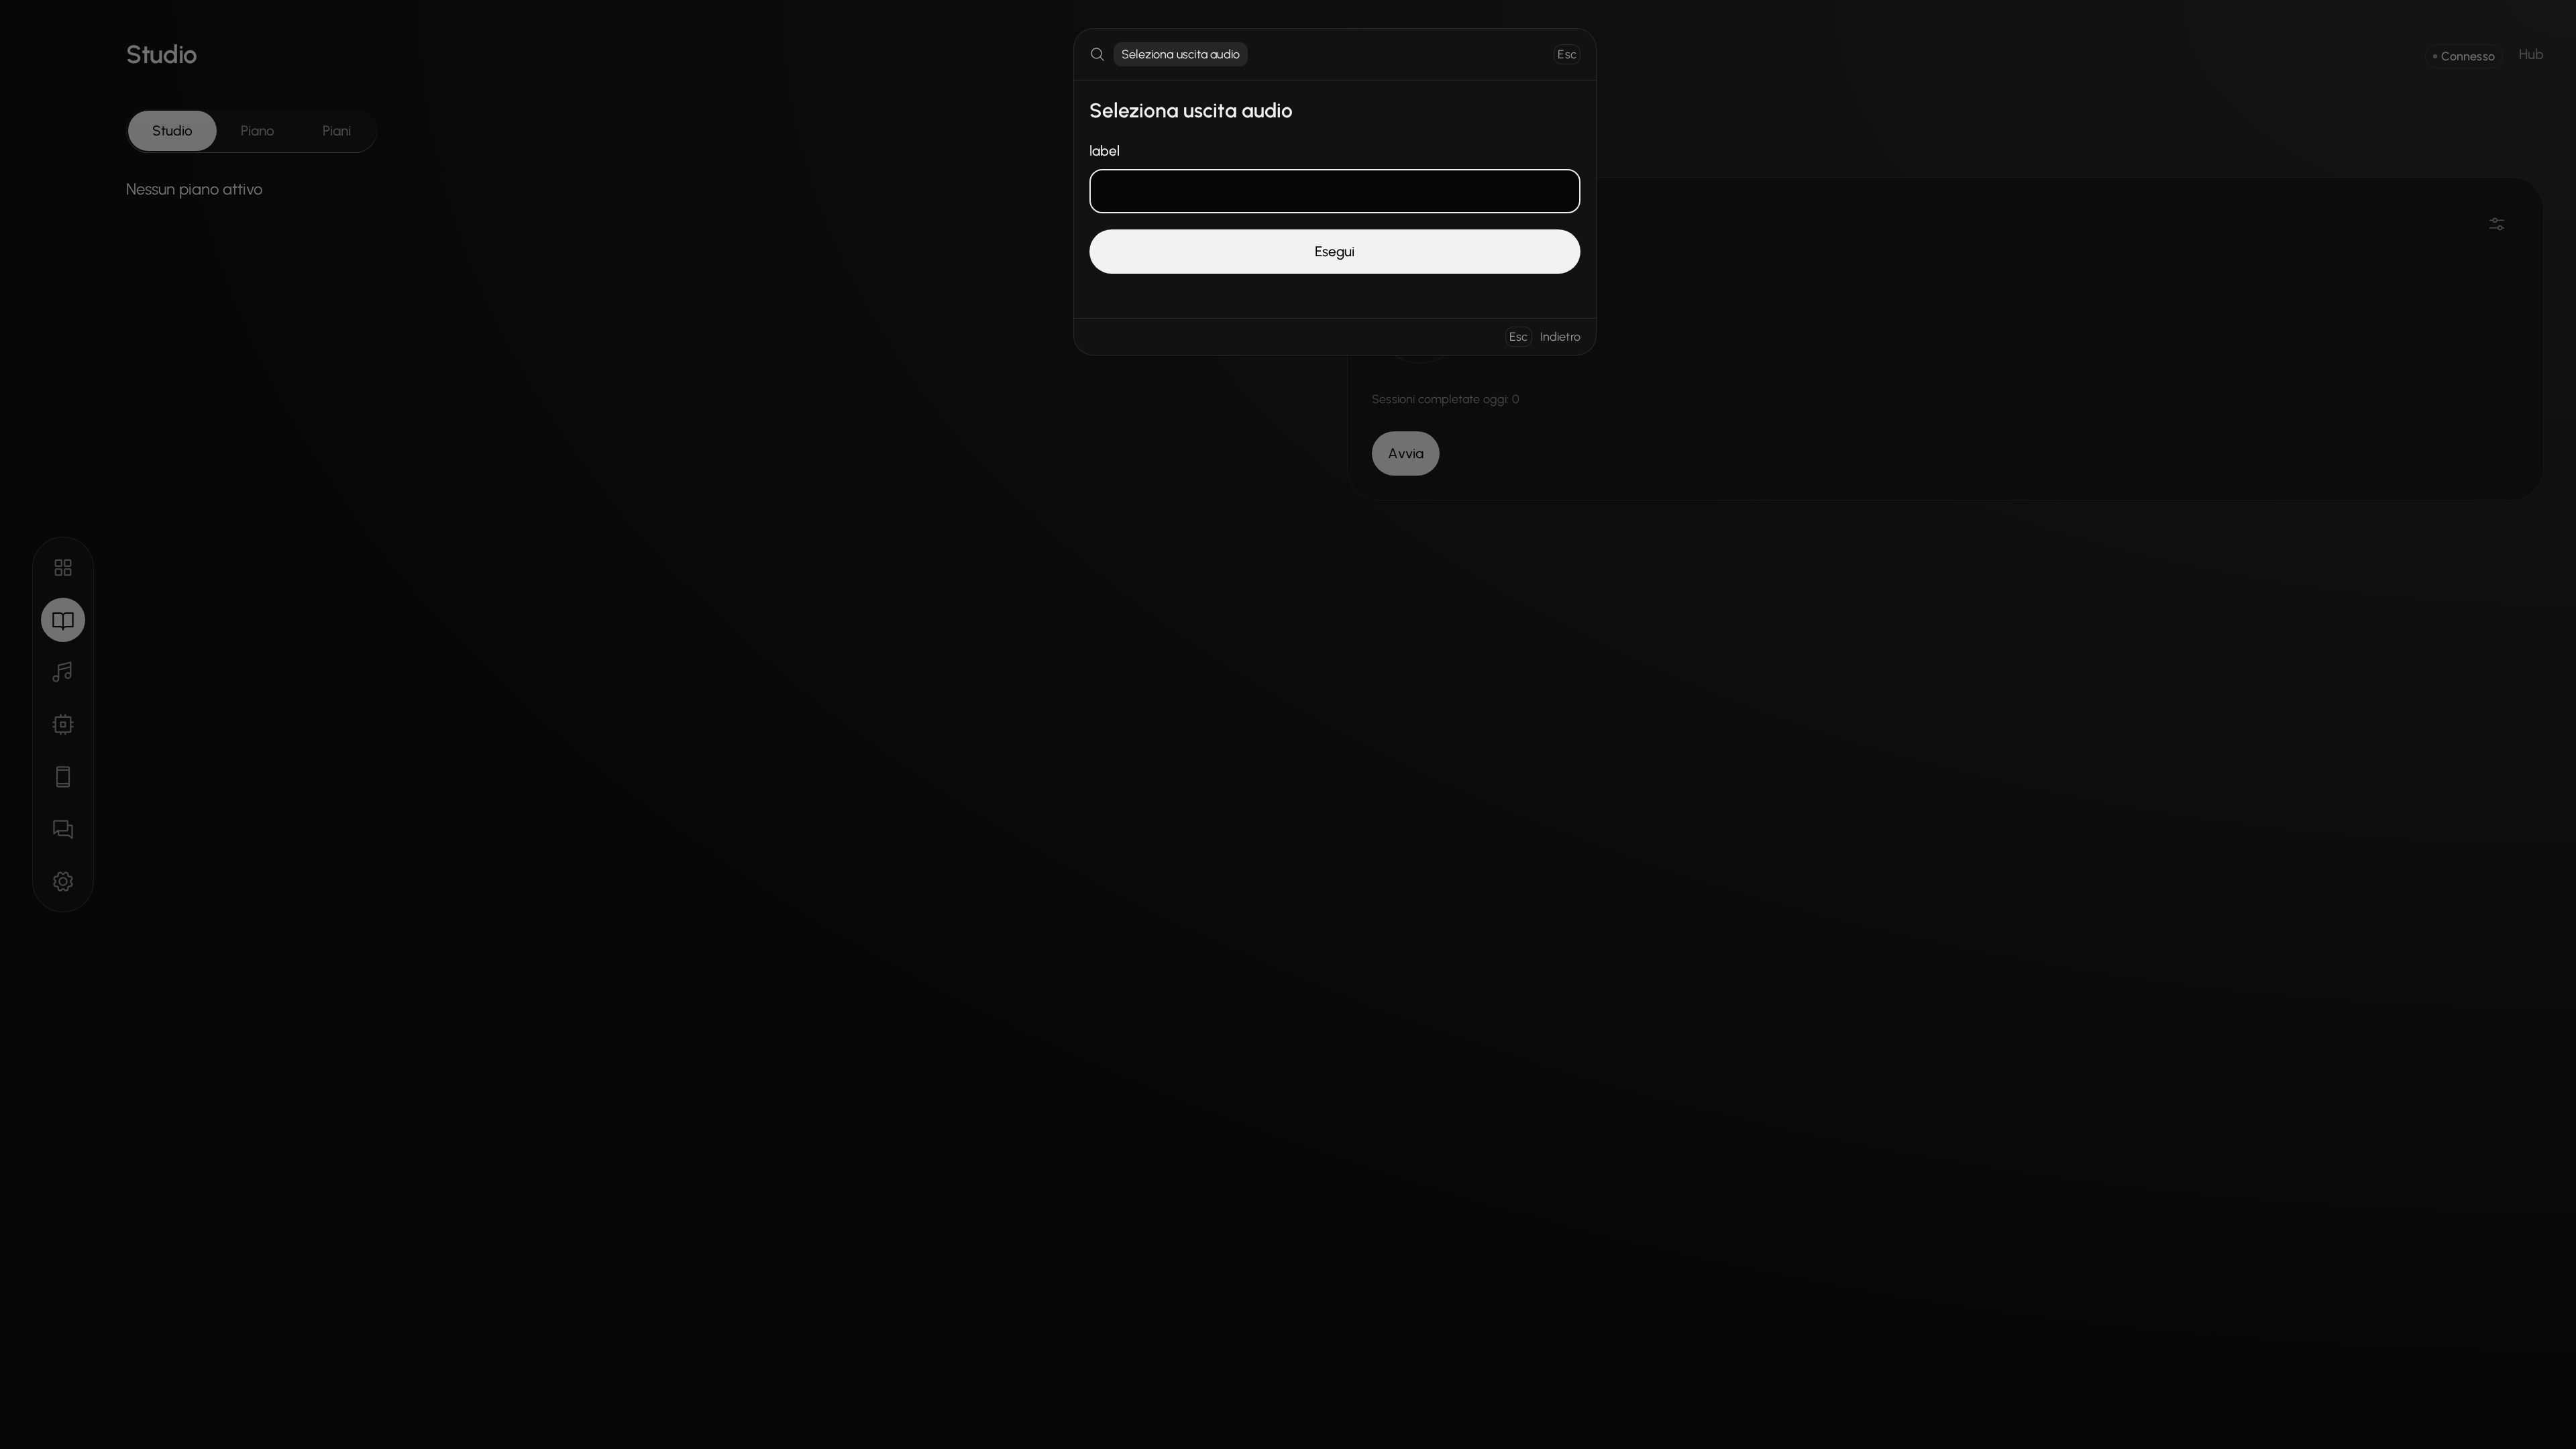 Studio
Seleziona uscita audio
Esc
Connesso
Hub
Seleziona uscita audio
Studio
Piano
Piani
label
Nessun piano attivo
Esegui
Esc
Indietro
Sessioni completate oggi: 0
Avvia